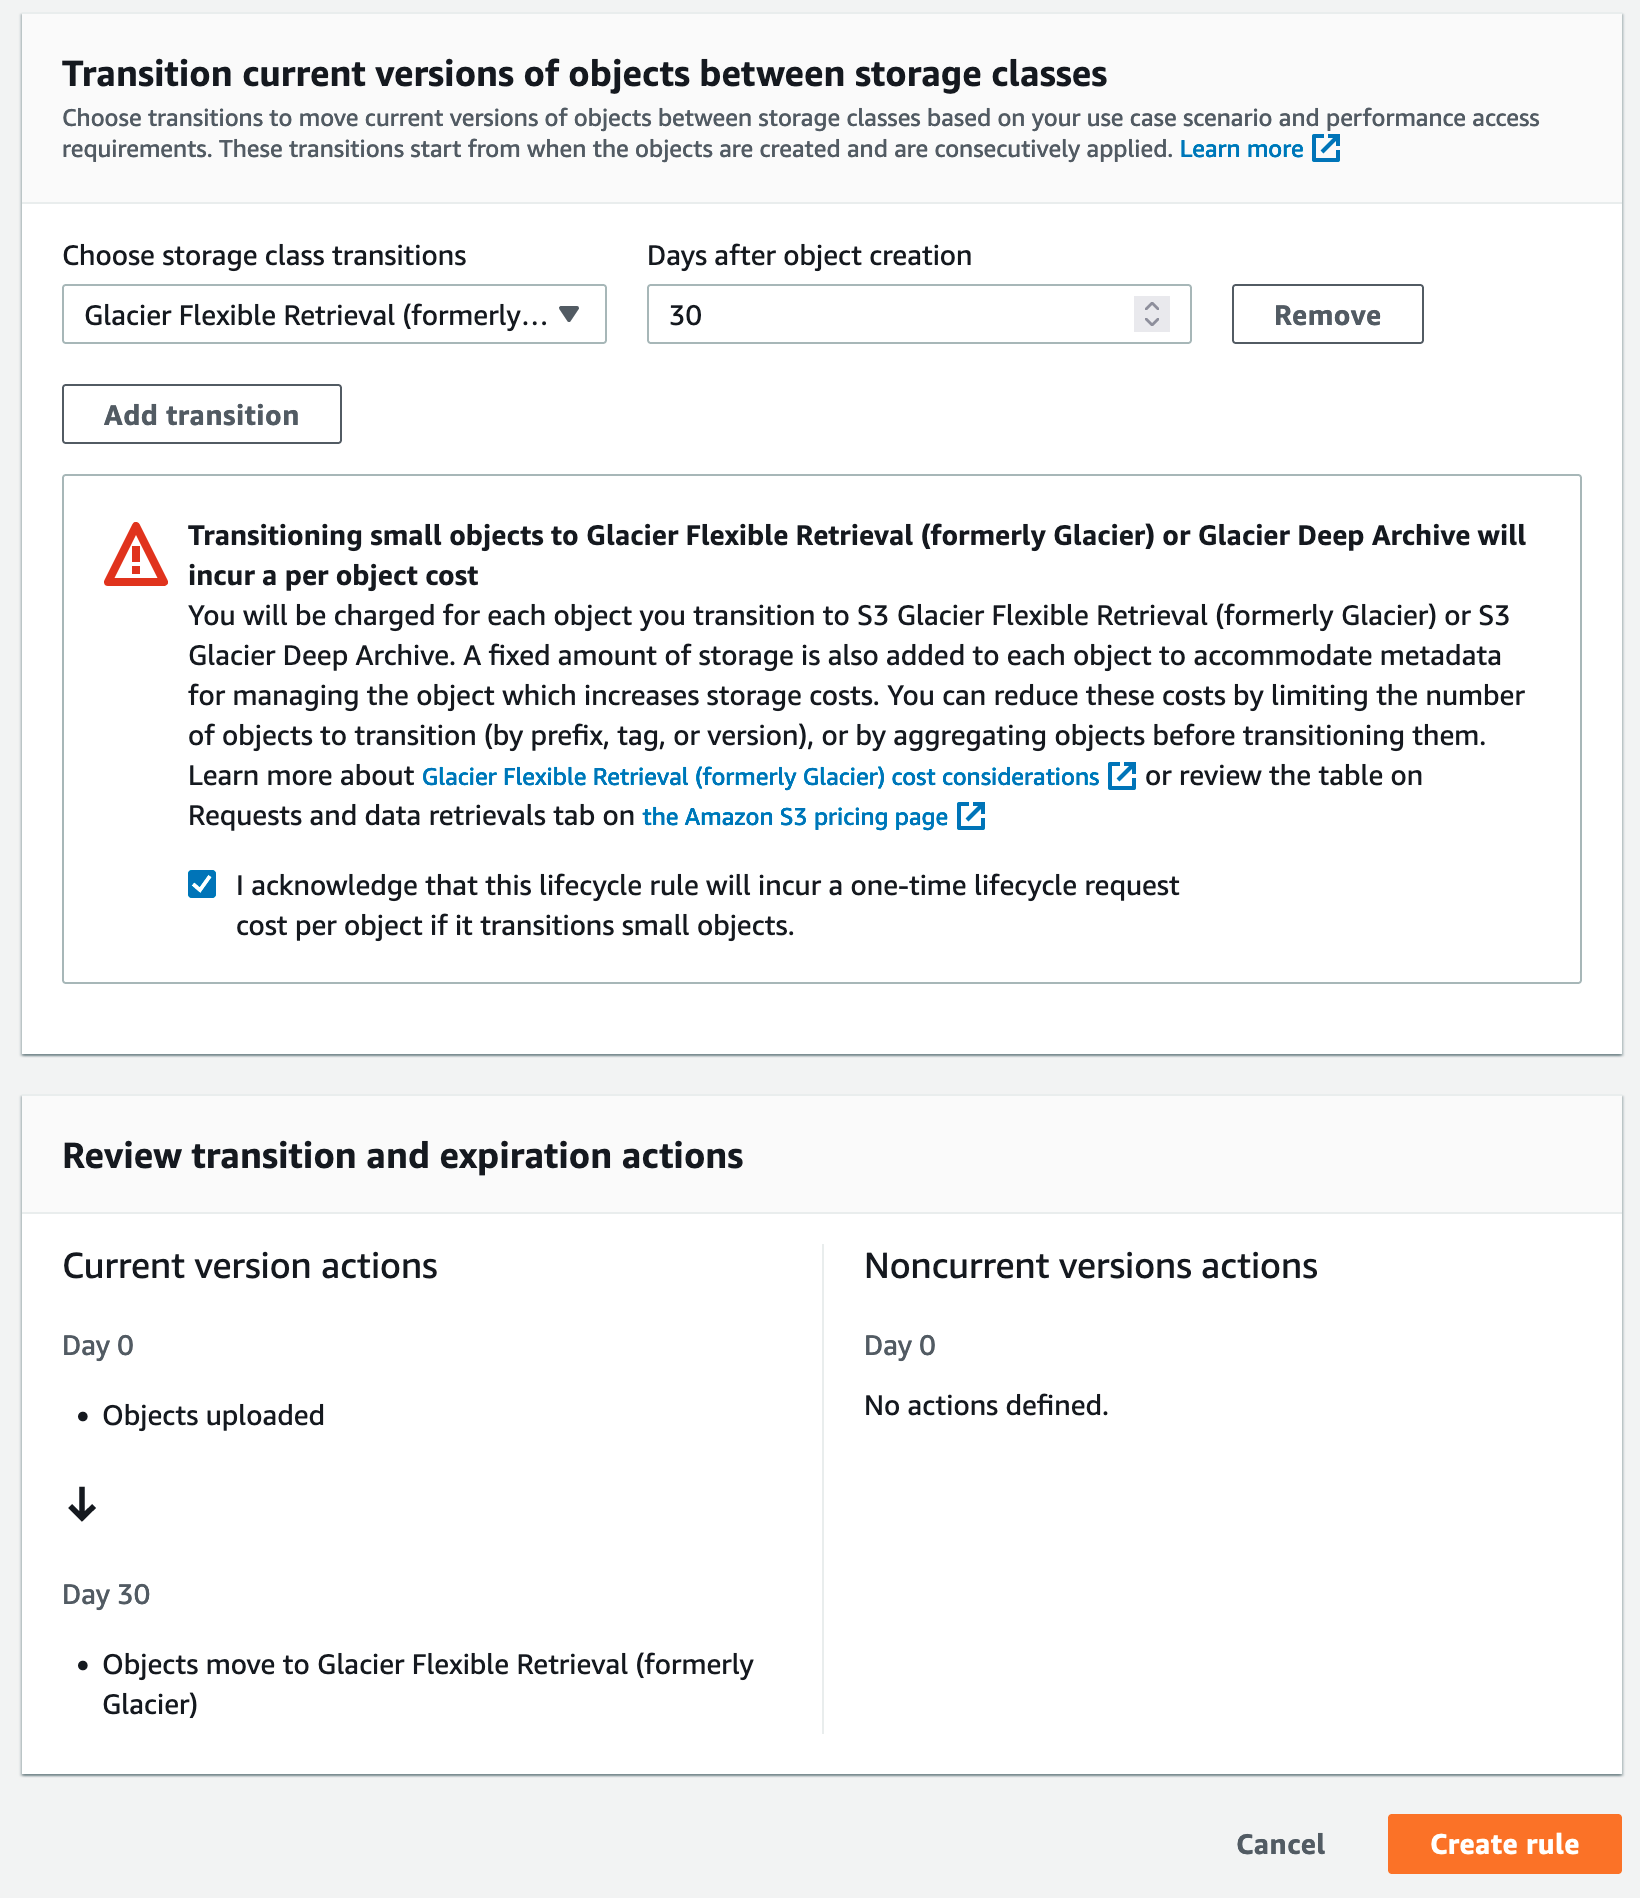 Transition current versions of objects between storage classes
Choose transitions to move current versions of objects between storage classes based on your use case scenario and performance access
requirements. These transitions start from when the objects are created and are consecutively applied. Learn more
Choose storage class transitions
Days after object creation
Glacier Flexible Retrieval (formerly...
30
Remove
Add transition
Transitioning small objects to Glacier Flexible Retrieval (formerly Glacier) or Glacier Deep Archive will
incur a per object cost
You will be charged for each object you transition to S3 Glacier Flexible Retrieval (formerly Glacier) or S3
Glacier Deep Archive. A fixed amount of storage is also added to each object to accommodate metadata
for managing the object which increases storage costs. You can reduce these costs by limiting the number
of objects to transition (by prefix, tag, or version), or by aggregating objects before transitioning them.
Learn more about Glacier Flexible Retrieval (formerly Glacier) cost considerations or review the table on
Requests and data retrievals tab on the Amazon S3 pricing page
I acknowledge that this lifecycle rule will incur a one-time lifecycle request
cost per object if it transitions small objects.
Review transition and expiration actions
Current version actions
Day 0
• Objects uploaded
Day 30
• Objects move to Glacier Flexible Retrieval (formerly
Glacier)
Noncurrent versions actions
Day 0
No actions defined.
Cancel
Create rule